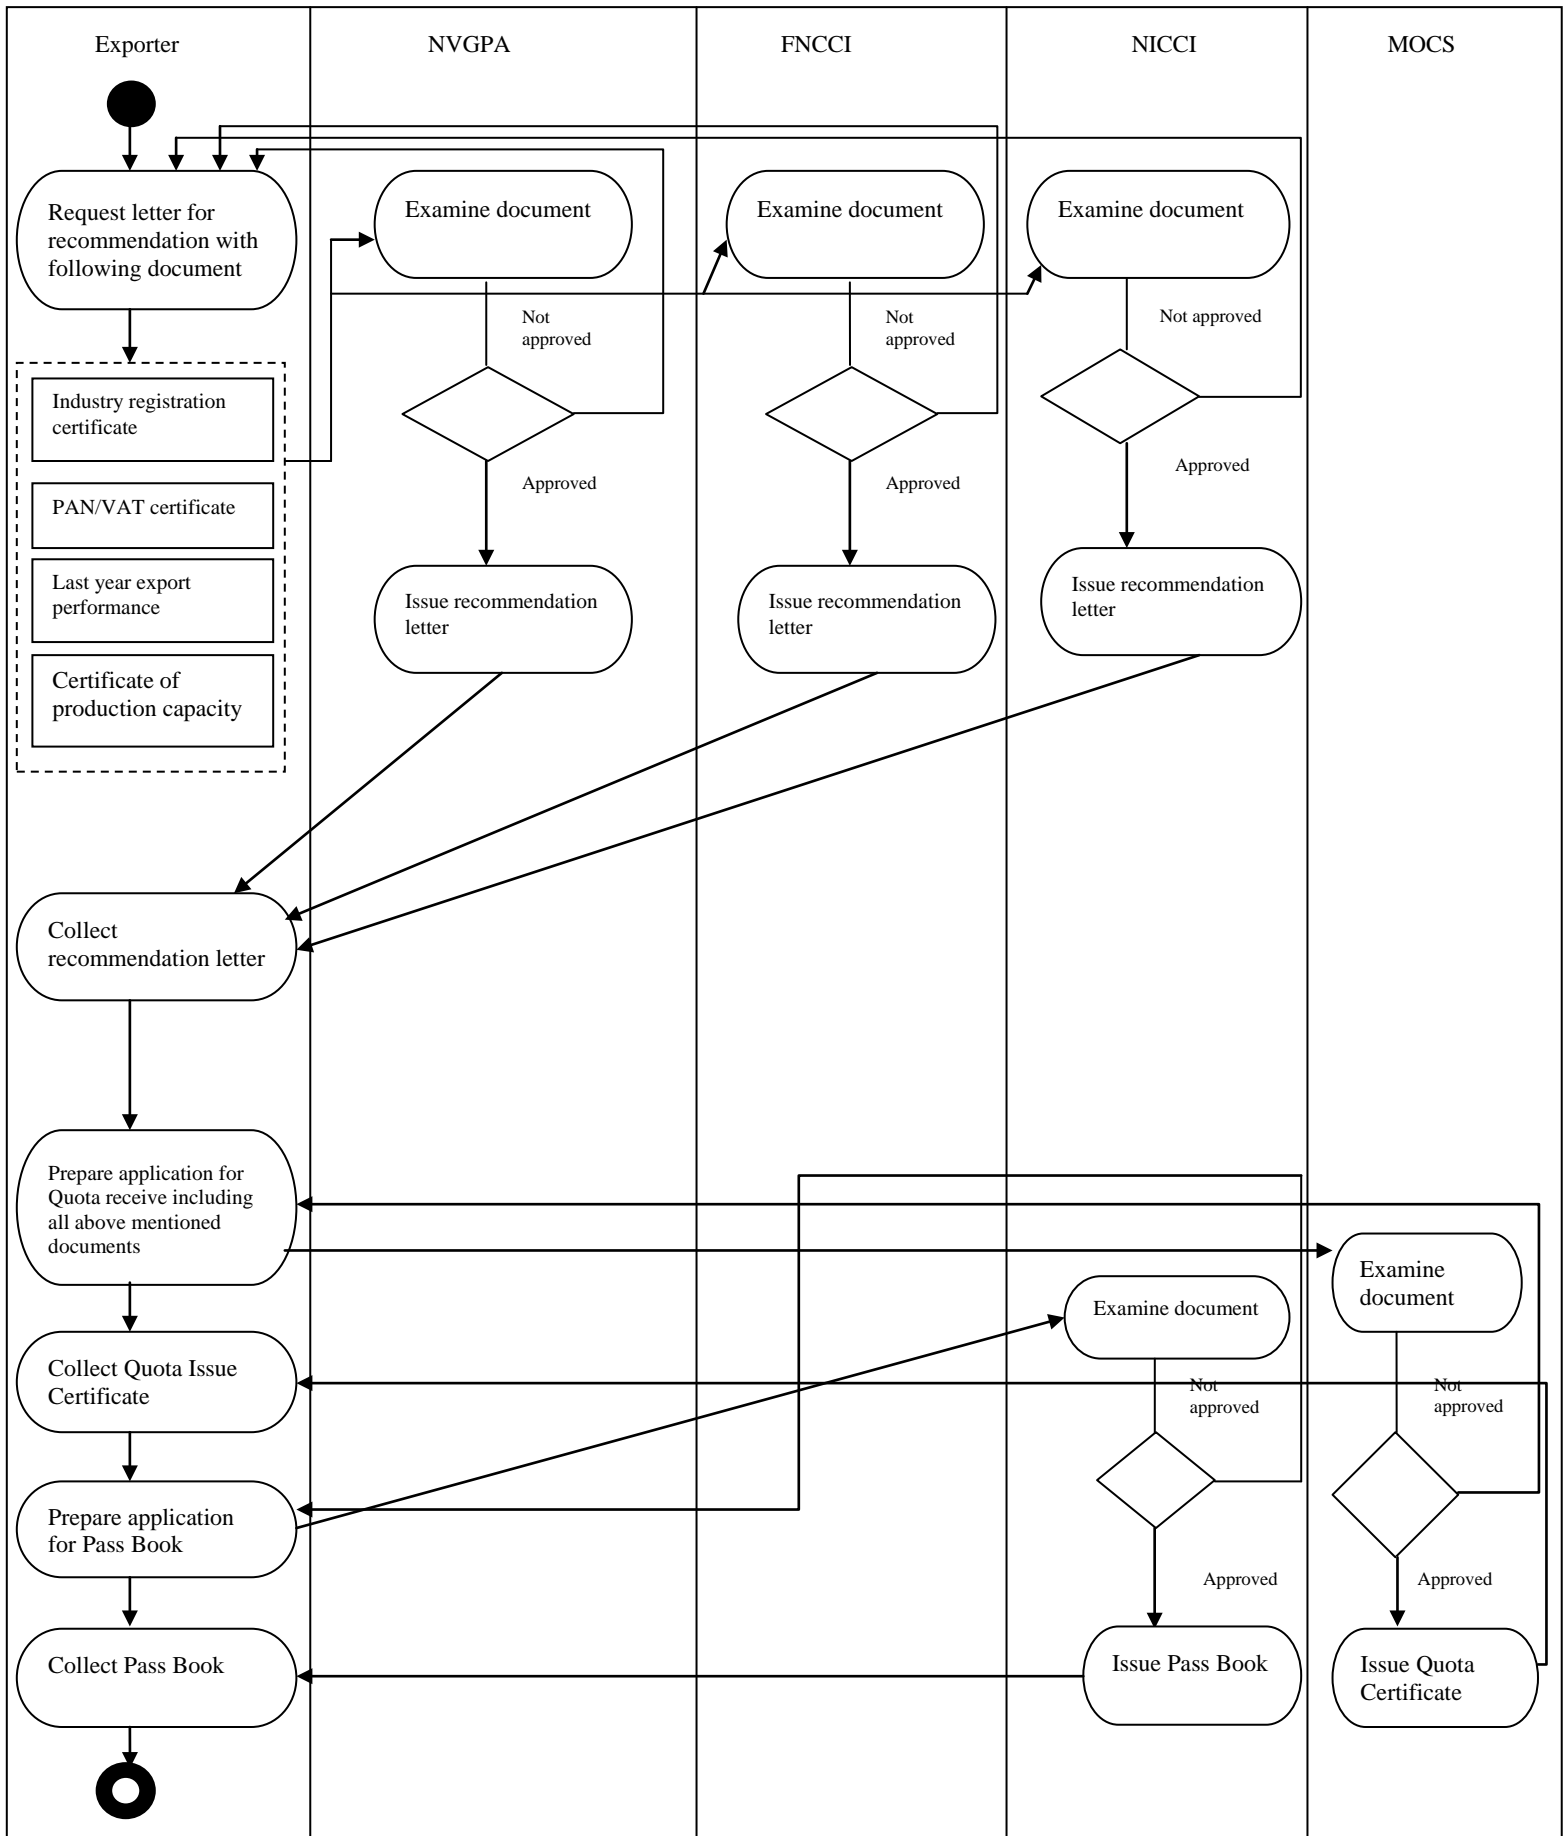 Exporter
NVGPA
FNCCI
NICCI
MOCS
Request letter for
recommendation with
following document
Examine document
Examine document
Examine document
Not
approved
Not
approved
Not approved
Industry registration
certificate
PAN/VAT certificate
Last year export
performance
Certificate of
production capacity
Approved
Approved
Approved
Issue recommendation
letter
Issue recommendation
letter
Issue recommendation
letter
Collect
recommendation letter
Prepare application for
Quota receive including
all above mentioned
documents
Examine
document
Examine document
Collect Quota Issue
Certificate
Not
approved
Not
approved
Prepare application
for Pass Book
Approved
Approved
Collect Pass Book
Issue Pass Book
Issue Quota
Certificate